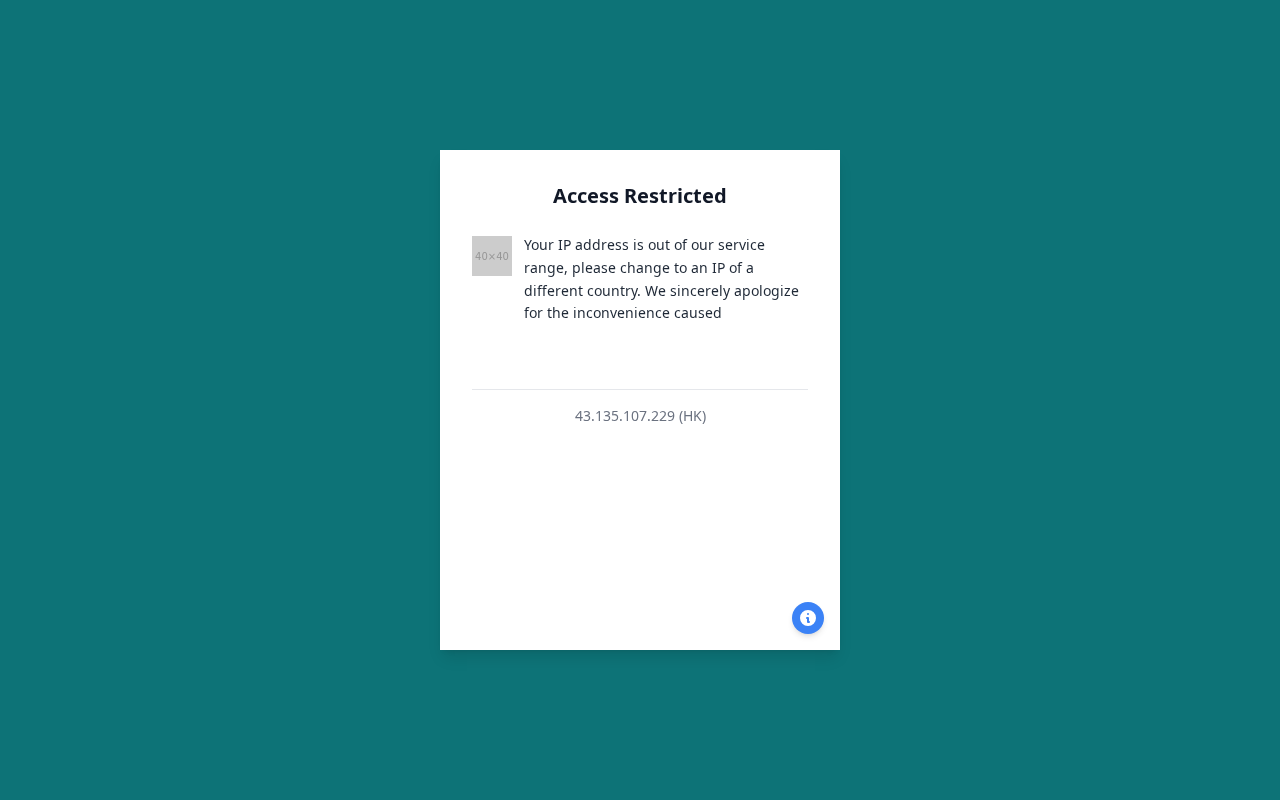 Access Restricted
40×40
Your IP address is out of our service
range, please change to an IP of a
different country. We sincerely apologize
for the inconvenience caused
43.135.107.229 (HK)